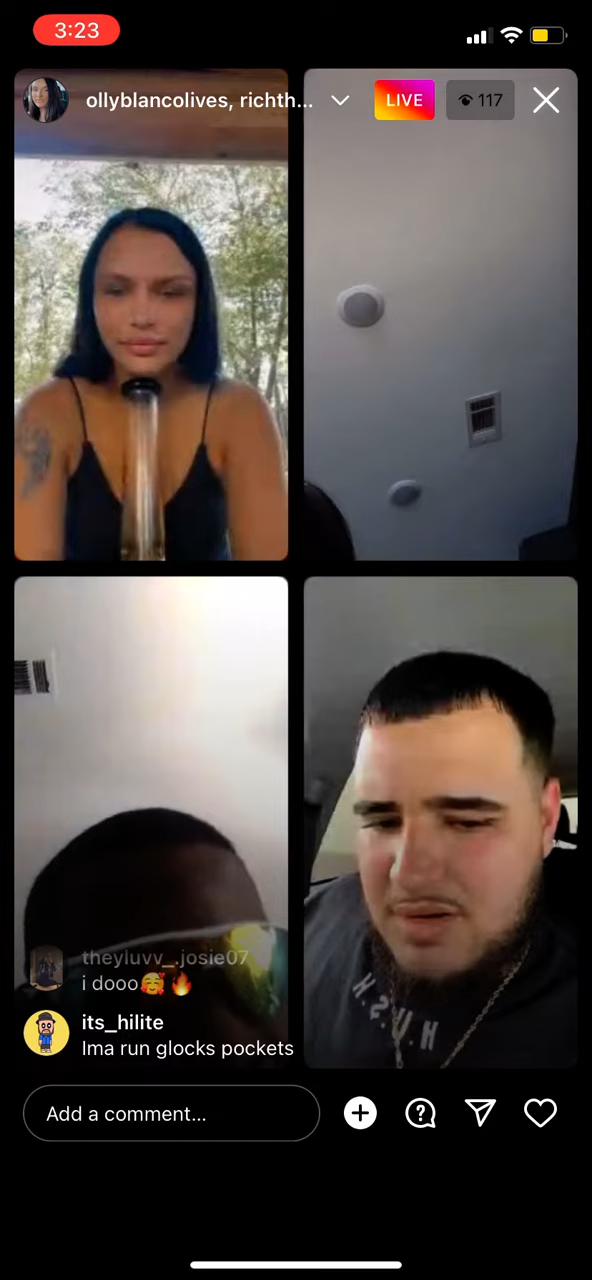 3:23
ollyblancolives, richth...
LIVE
117
H.U.S.H.
theyluvv_.josie07
i dooo🥰🔥
its_hilite
Ima run glocks pockets
Add a comment...